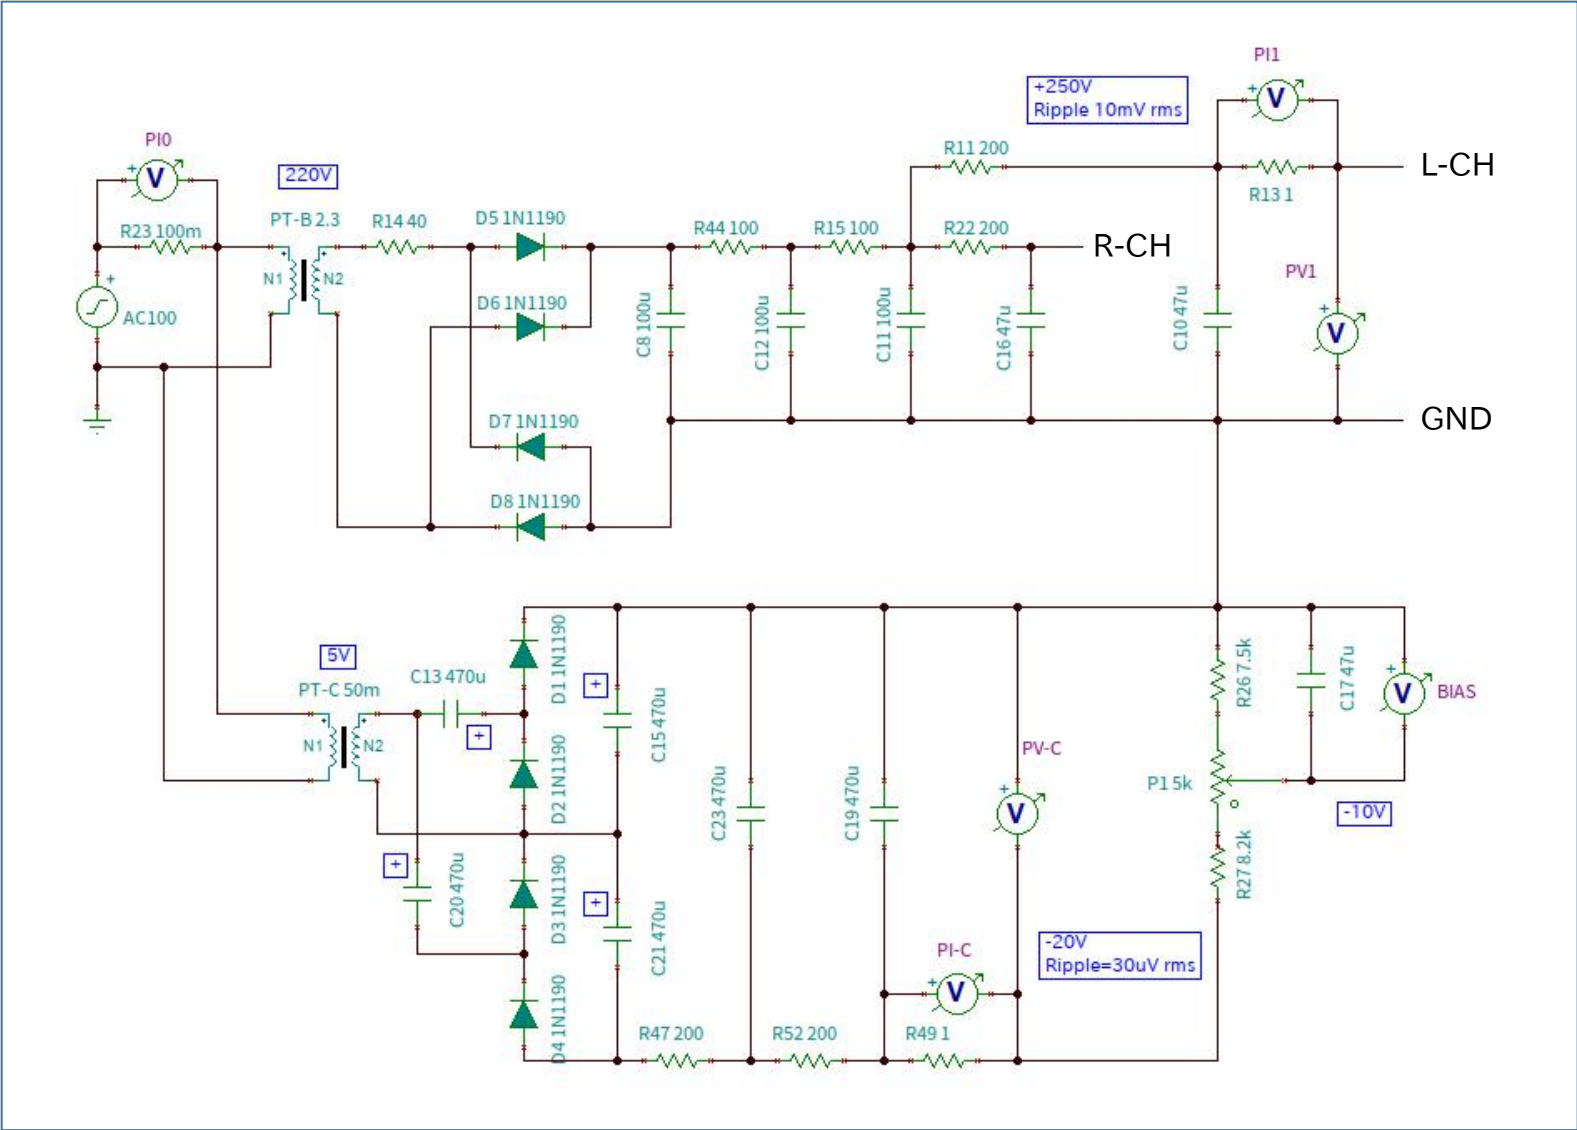 PI1
+250V
Ripple 10mV rms
+
V
PI0
+
V
220V
R11 200
L-CH
R13 1
PT-B 2.3
R14 40
D5 1N1190
R23 100m
R44 100
R15 100
R22 200
R-CH
N1
N2
PV1
+
D6 1N1190
AC100
C8 100u
C12 100u
C11 100u
C16 47u
C10 47u
+
V
D7 1N1190
GND
D8 1N1190
D1 1N1190
5V
C13 470u
PT-C 50m
+
C15 470u
R26 7.5k
C17 47u
+
V
BIAS
+
N1
N2
D2 1N1190
PV-C
+
V
C23 470u
C19 470u
P1 5k
-10V
+
C20 470u
D3 1N1190
+
C21 470u
R27 8.2k
PI-C
+
V
-20V
Ripple=30uV rms
D4 1N1190
R47 200
R52 200
R49 1